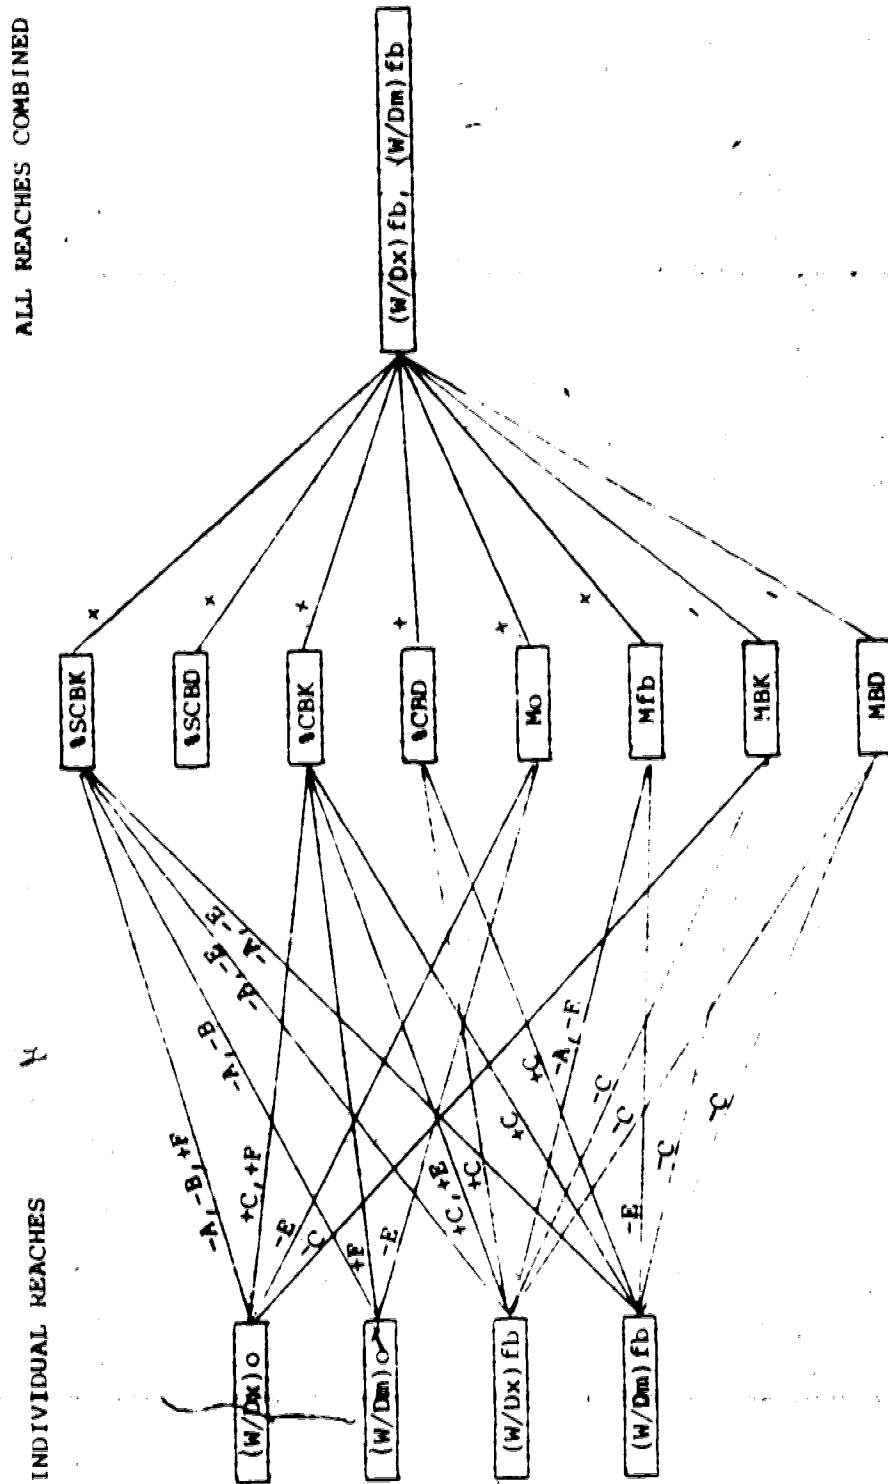 INDIVIDUAL REACHES
ALL REACHES COMBINED
(W/Dx)o
(W/Dm)o
(W/Dx)fb
(W/Dm)fb
-A,-B,+F
+C,+F
-E
-C
-A,-B
+F
-E
-B,-E
+C,+E
+C
-A,-F
-C
-C
-A,-E
+C
+C
-E
%SCBK
%SCBD
%CBK
%CBD
Mo
Mfb
MBK
MBD
+
+
+
+
+
+
-
-
(W/Dx)fb, (W/Dm)fb